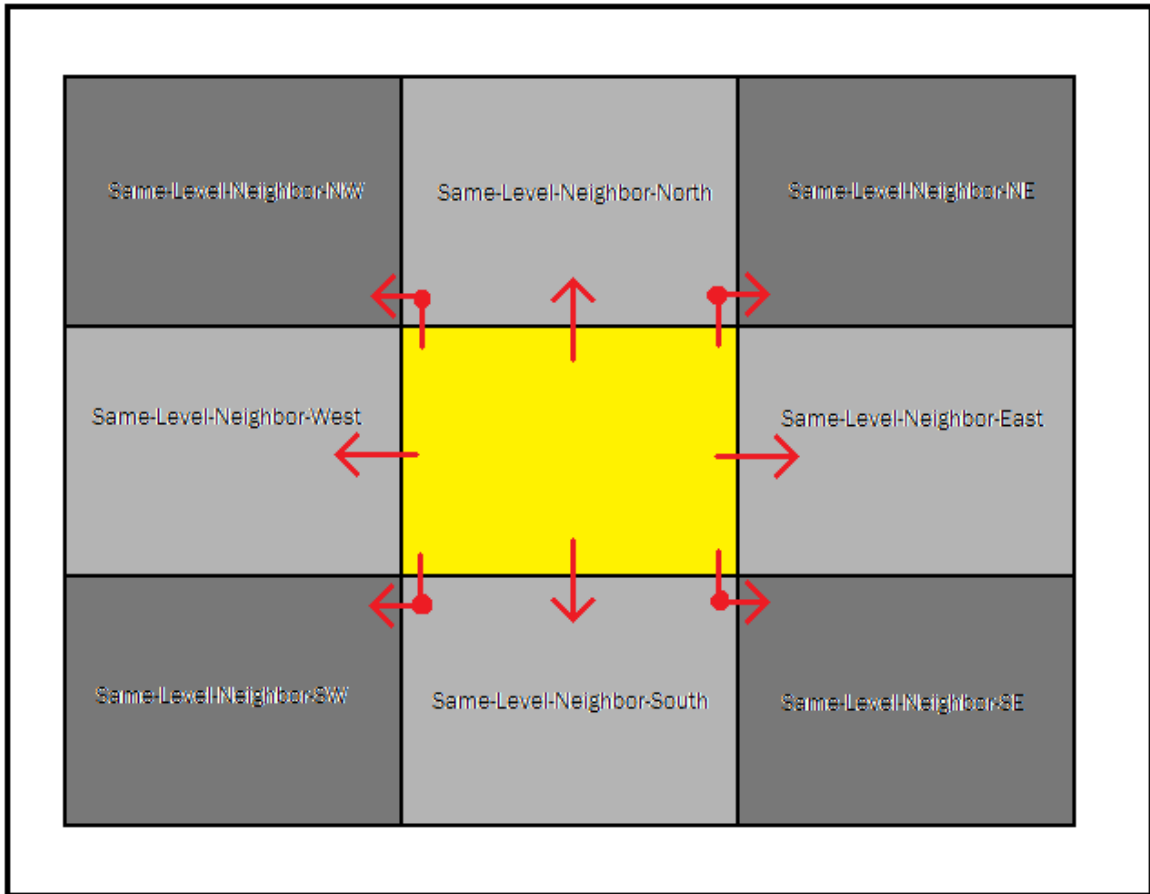 Same-Level-Neighbor-NW
Same-Level-Neighbor-North
Same-Level-Neighbor-NE
Same-Level-Neighbor-West
Same-Level-Neighbor-East
Same-Level-Neighbor-SW
Same-Level-Neighbor-South
Same-Level-Neighbor-SE